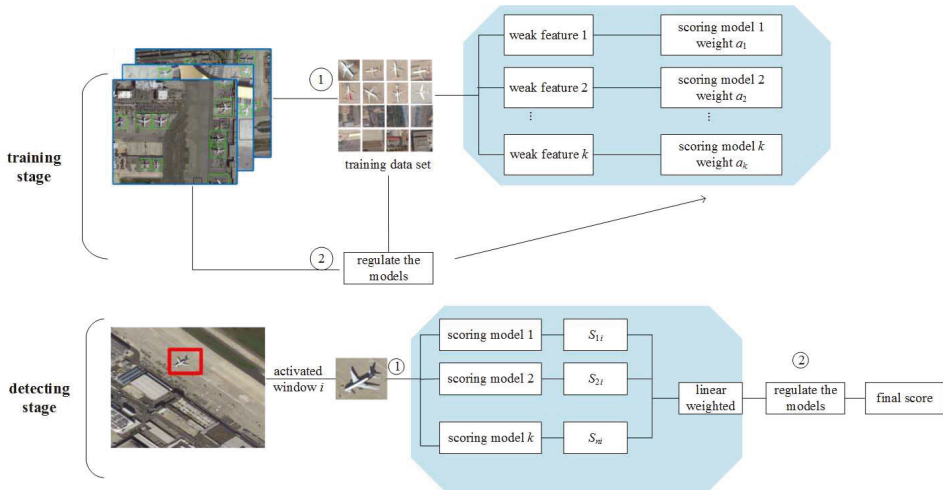 training
stage
①
training data set
weak feature 1
scoring model 1
weight a₁
weak feature 2
scoring model 2
weight a₂
⋮
⋮
weak feature k
scoring model k
weight aₖ
②
regulate the
models
detecting
stage
activated
window i
①
scoring model 1
S₁ᵢ
scoring model 2
S₂ᵢ
scoring model k
Sₙᵢ
linear
weighted
②
regulate the
models
final score